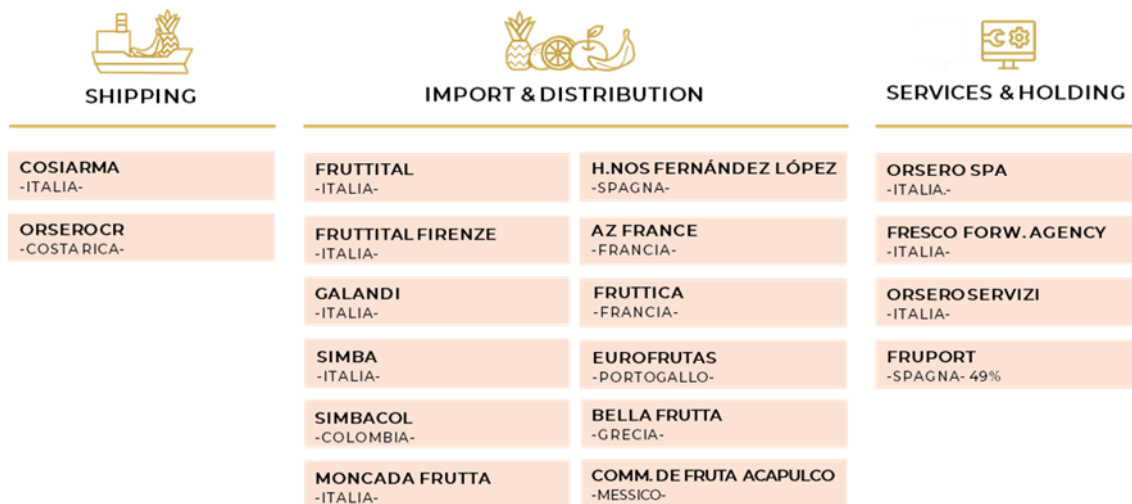 SHIPPING
COSIARMA
-ITALIA-
ORSEROCR
-COSTA RICA-
IMPORT & DISTRIBUTION
FRUTTITAL
-ITALIA-
FRUTTITAL FIRENZE
-ITALIA-
GALANDI
-ITALIA-
SIMBA
-ITALIA-
SIMBACOL
-COLOMBIA-
MONCADA FRUTTA
-ITALIA-
H.NOS FERNÁNDEZ LÓPEZ
-SPAGNA-
AZ FRANCE
-FRANCIA-
FRUTTICA
-FRANCIA-
EUROFRUTAS
-PORTOGALLO-
BELLA FRUTTA
-GRECIA-
COMM. DE FRUTA ACAPULCO
-MESSICO-
SERVICES & HOLDING
ORSERO SPA
-ITALIA.-
FRESCO FORW. AGENCY
-ITALIA-
ORSERO SERVIZI
-ITALIA-
FRUPORT
-SPAGNA- 49%